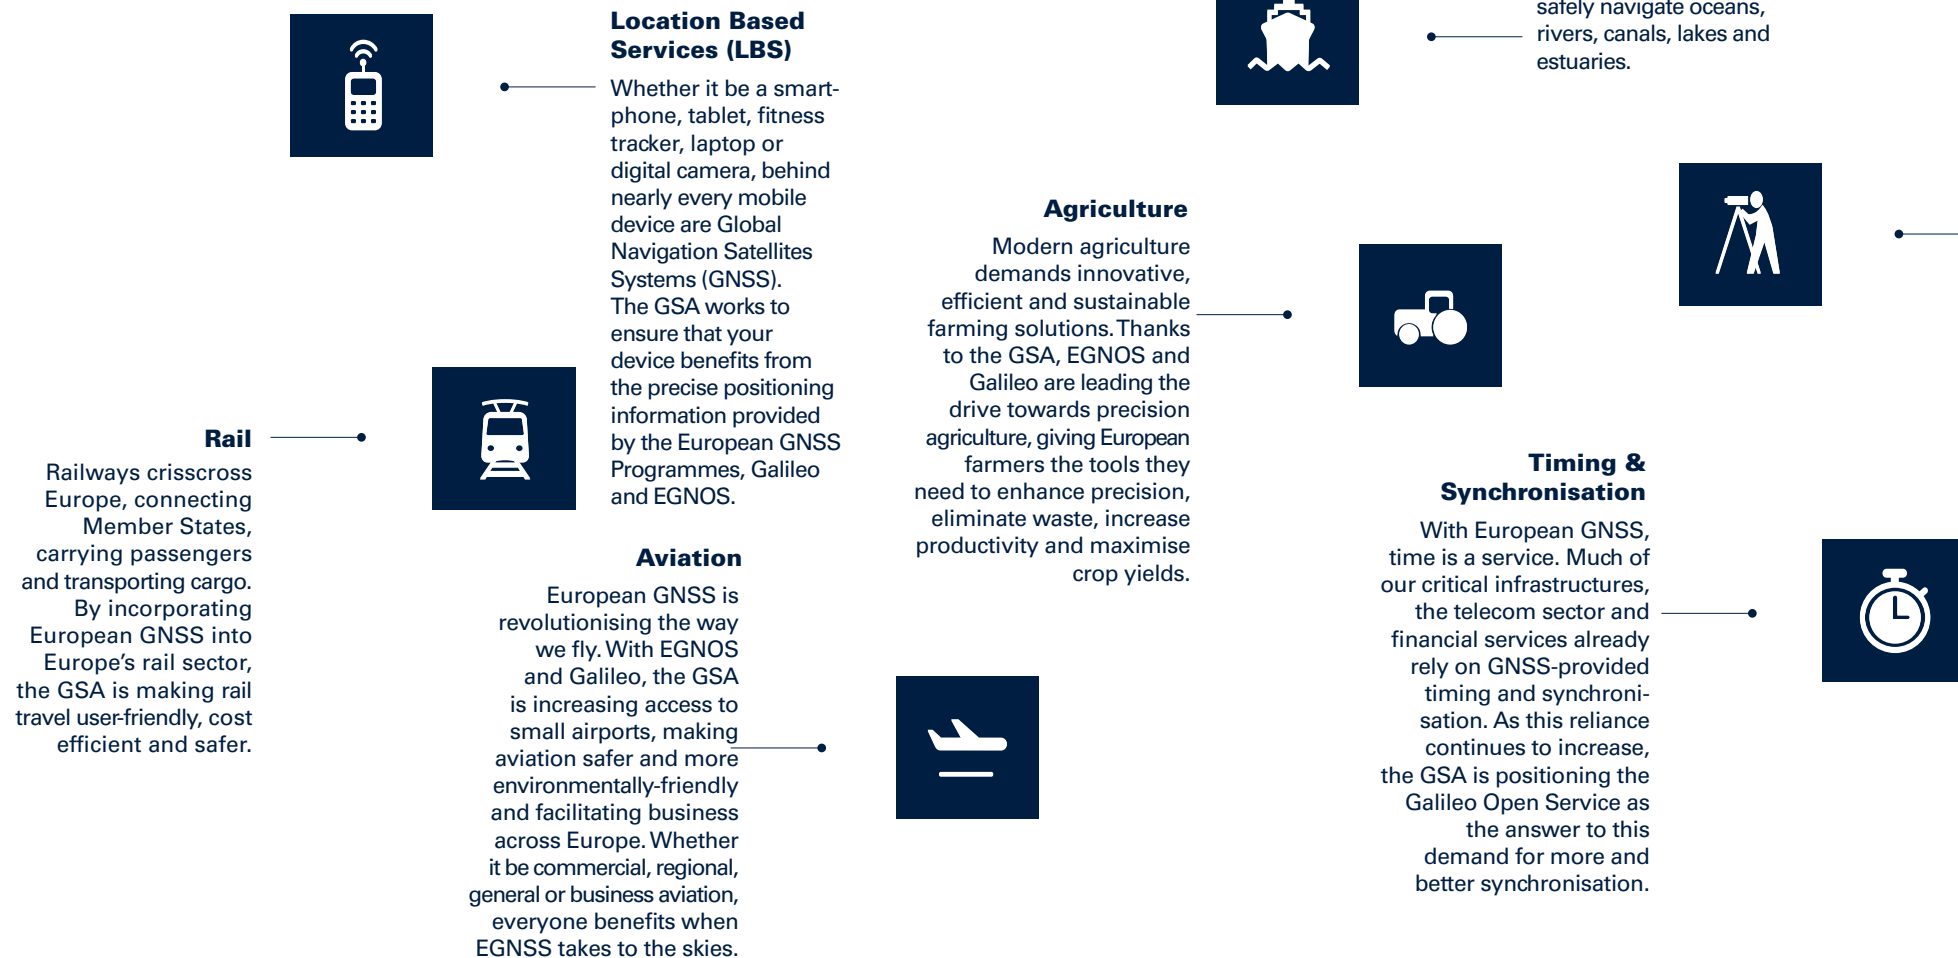 Location Based
Services (LBS)
Whether it be a smart-
phone, tablet, fitness
tracker, laptop or
digital camera, behind
nearly every mobile
device are Global
Navigation Satellites
Systems (GNSS).
The GSA works to
ensure that your
device benefits from
the precise positioning
information provided
by the European GNSS
Programmes, Galileo
and EGNOS.
safely navigate oceans,
rivers, canals, lakes and
estuaries.
Agriculture
Modern agriculture
demands innovative,
efficient and sustainable
farming solutions. Thanks
to the GSA, EGNOS and
Galileo are leading the
drive towards precision
agriculture, giving European
farmers the tools they
need to enhance precision,
eliminate waste, increase
productivity and maximise
crop yields.
Rail
Railways crisscross
Europe, connecting
Member States,
carrying passengers
and transporting cargo.
By incorporating
European GNSS into
Europe’s rail sector,
the GSA is making rail
travel user-friendly, cost
efficient and safer.
Aviation
European GNSS is
revolutionising the way
we fly. With EGNOS
and Galileo, the GSA
is increasing access to
small airports, making
aviation safer and more
environmentally-friendly
and facilitating business
across Europe. Whether
it be commercial, regional,
general or business aviation,
everyone benefits when
EGNSS takes to the skies.
Timing &
Synchronisation
With European GNSS,
time is a service. Much of
our critical infrastructures,
the telecom sector and
financial services already
rely on GNSS-provided
timing and synchroni-
sation. As this reliance
continues to increase,
the GSA is positioning the
Galileo Open Service as
the answer to this
demand for more and
better synchronisation.